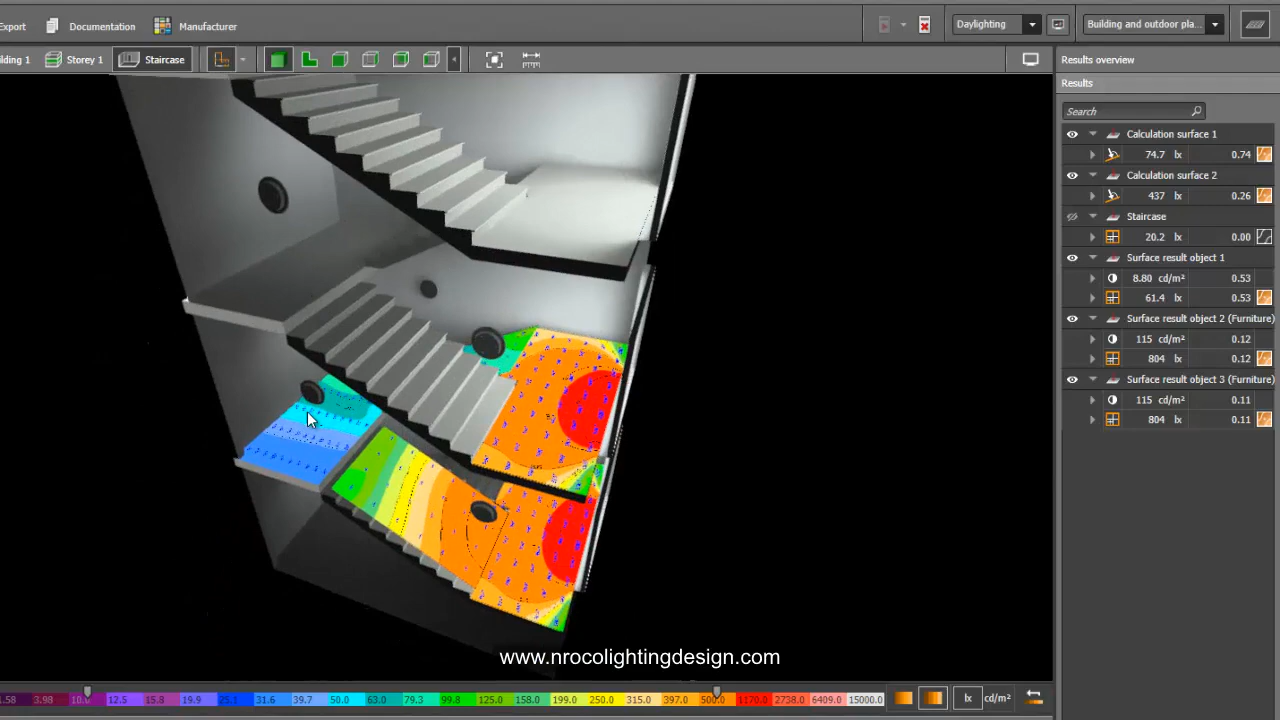 Export Documentation Manufacturer Daylighting Building and outdoor pla...
ding 1 Storey 1 Staircase Results overview
Results
Search
Calculation surface 1
74.7 lx 0.74
Calculation surface 2
437 lx 0.26
Staircase
20.2 lx 0.00
Surface result object 1
8.80 cd/m² 0.53
61.4 lx 0.53
Surface result object 2 (Furniture)
115 cd/m² 0.12
804 lx 0.12
Surface result object 3 (Furniture)
115 cd/m² 0.11
804 lx 0.11
www.nrocolightingdesign.com
1.58 3.98 10.0 12.5 15.8 19.9 25.1 31.6 39.7 50.0 63.0 79.3 99.8 125.0 158.0 199.0 250.0 315.0 397.0 500.0 1170.0 2738.0 6409.0 15000.0 lx cd/m²